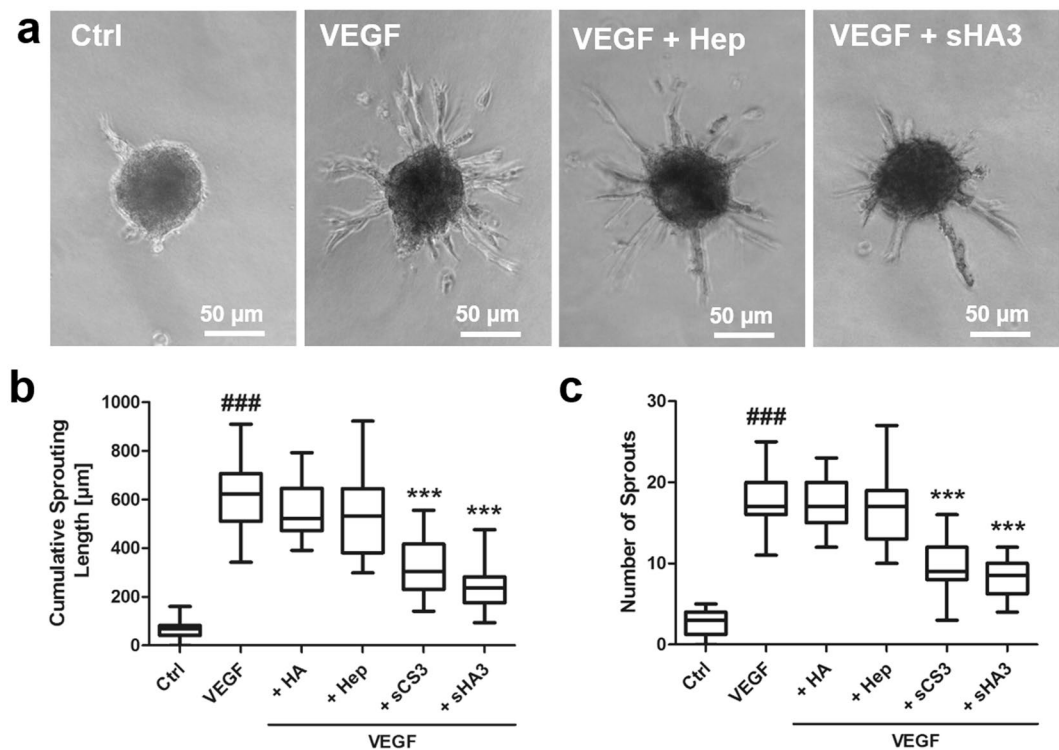 a
Ctrl
VEGF
VEGF + Hep
VEGF + sHA3
50 µm
50 µm
50 µm
50 µm
b
Cumulative Sprouting
Length [µm]
1000
800
600
400
200
0
###
***
***
Ctrl
VEGF
+ HA
+ Hep
+ sCS3
+ sHA3
VEGF
c
Number of Sprouts
30
20
10
0
###
***
***
Ctrl
VEGF
+ HA
+ Hep
+ sCS3
+ sHA3
VEGF